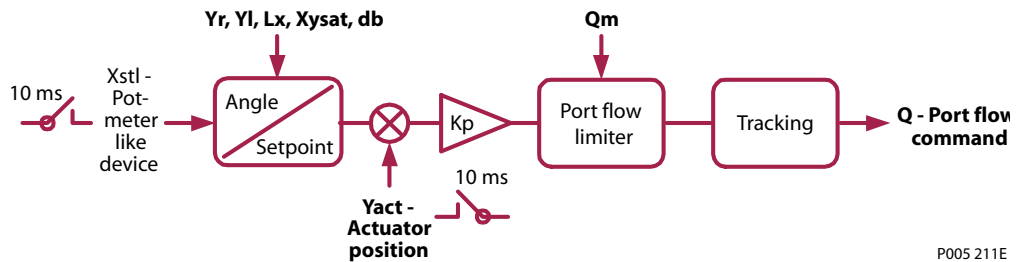 Yr, Yl, Lx, Xysat, db
Qm
10 ms
Xstl -
Pot-
meter
like
device
Angle
Setpoint
Kp
Port flow
limiter
Tracking
Q - Port flow
command
10 ms
Yact -
Actuator
position
P005 211E